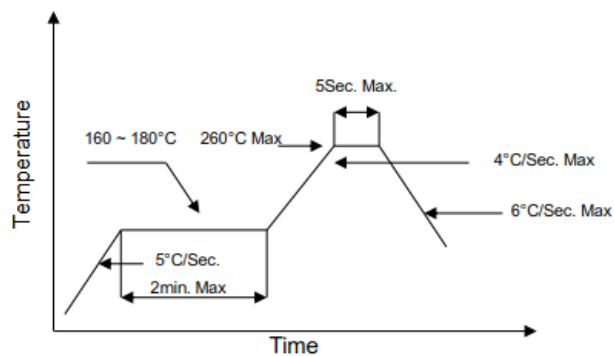 5Sec. Max.
160 ~ 180°C
260°C Max
4°C/Sec. Max
6°C/Sec. Max
5°C/Sec.
2min. Max
Temperature
Time